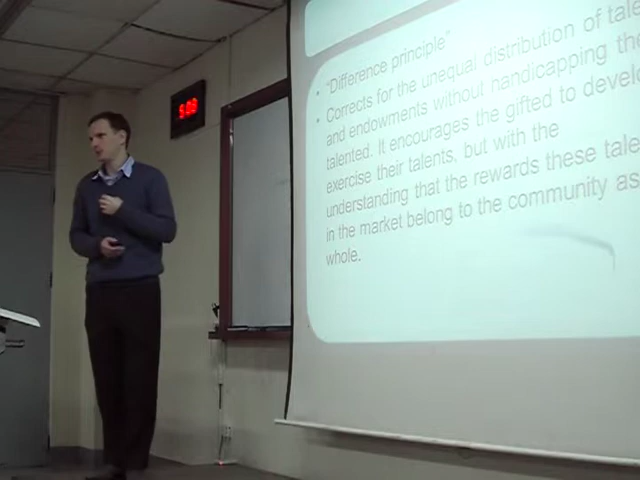 "Difference principle"
Corrects for the unequal distribution of tale
and endowments without handicapping the
talented. It encourages the gifted to develo
exercise their talents, but with the
understanding that the rewards these tale
in the market belong to the community as
whole.